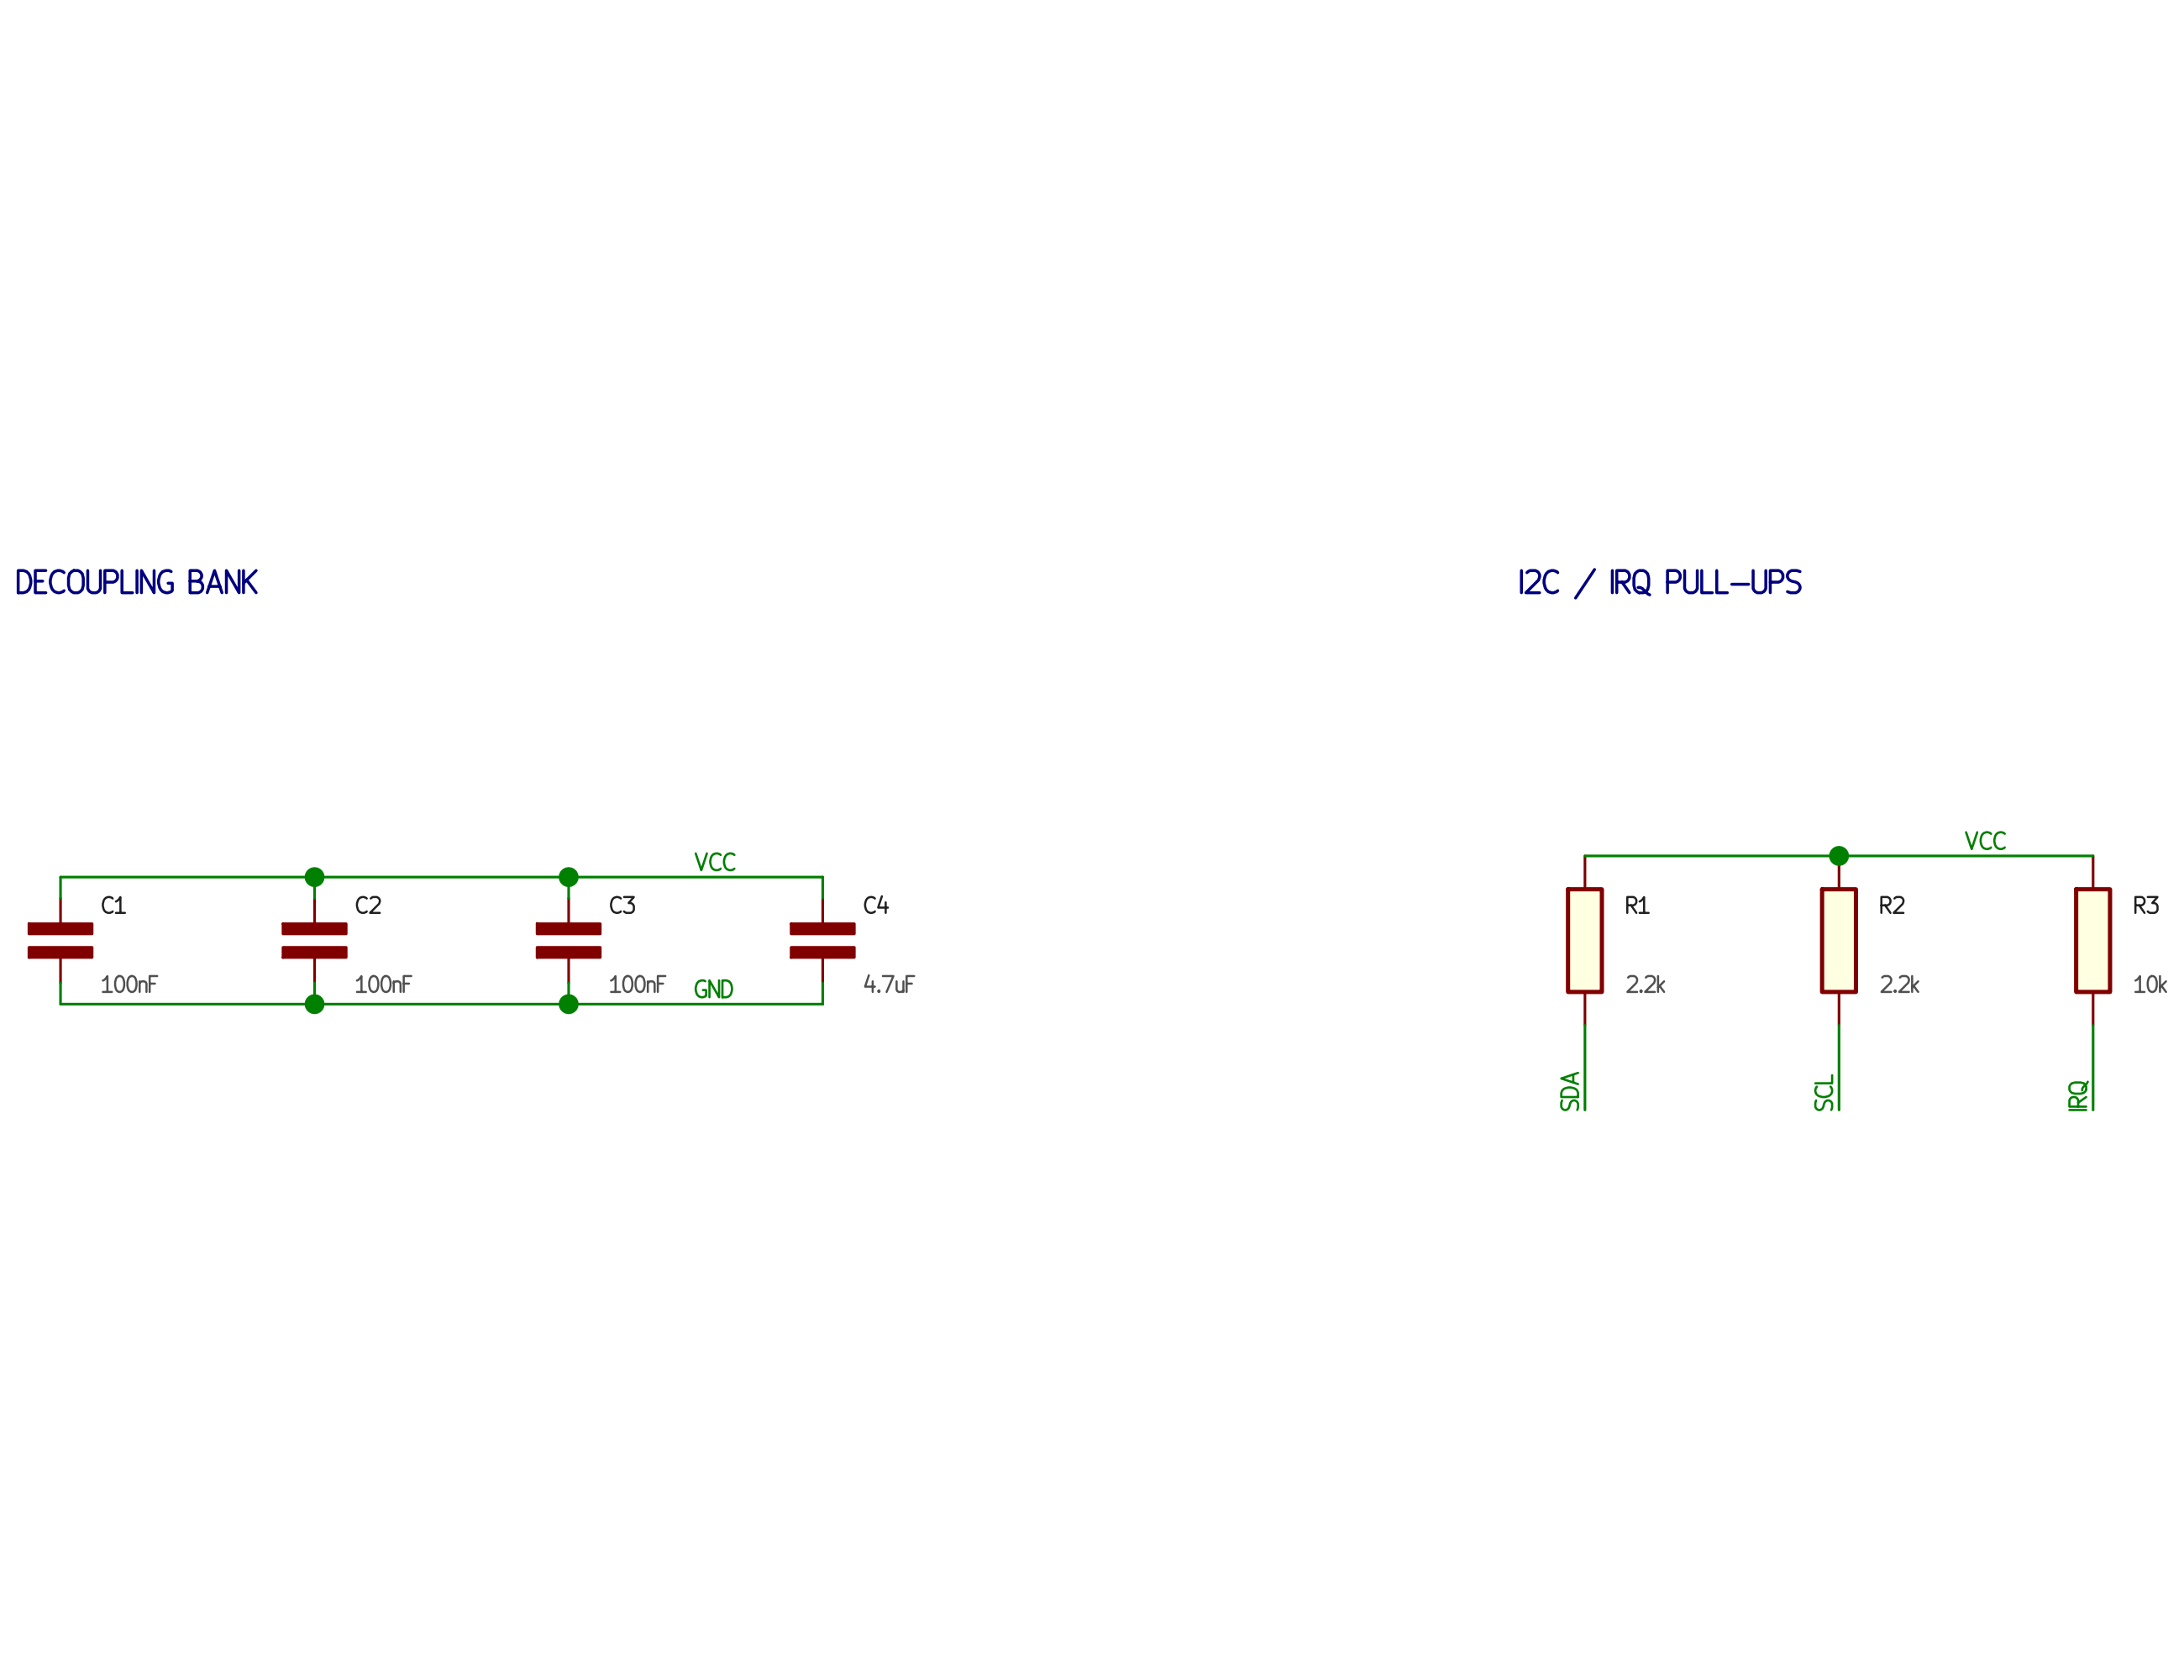 DECOUPLING BANK
I2C / IRQ PULL-UPS
VCC
C1
C2
C3
C4
100nF
100nF
100nF
GND
4.7uF
VCC
R1
R2
R3
2.2k
2.2k
10k
SDA
SCL
IRQ